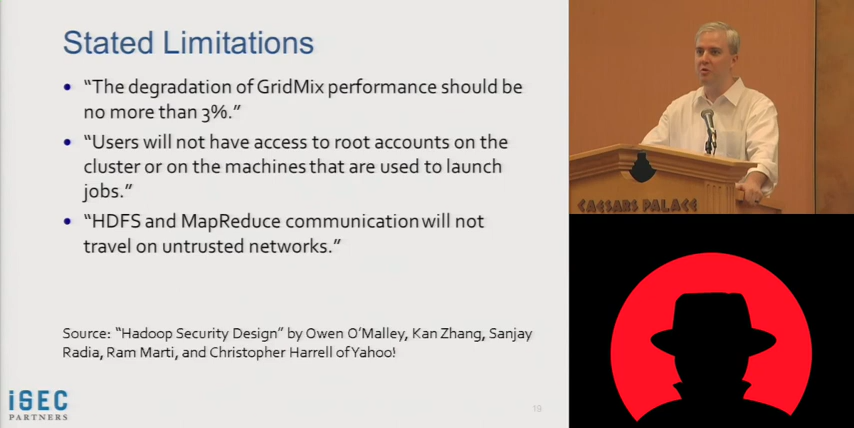 Stated Limitations
• “The degradation of GridMix performance should be
no more than 3%.”
• “Users will not have access to root accounts on the
cluster or on the machines that are used to launch
jobs.”
• “HDFS and MapReduce communication will not
travel on untrusted networks.”
Source: “Hadoop Security Design” by Owen O’Malley, Kan Zhang, Sanjay
Radia, Ram Marti, and Christopher Harrell of Yahoo!
iSEC
PARTNERS
19
CAESARS PALACE